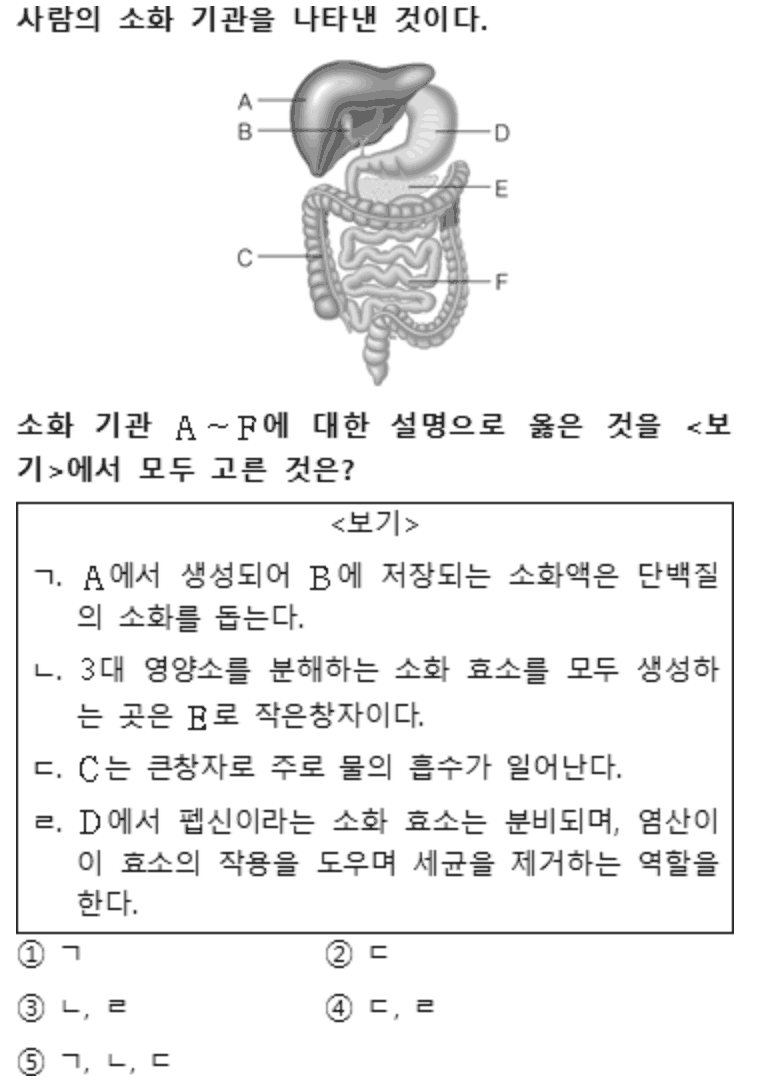 사람의 소화 기관을 나타낸 것이다.
A
B
D
E
C
F
소화 기관 A~F에 대한 설명으로 옳은 것을 <보
기>에서 모두 고른 것은?
<보기>
ㄱ. A에서 생성되어 B에 저장되는 소화액은 단백질
의 소화를 돕는다.
ㄴ. 3대 영양소를 분해하는 소화 효소를 모두 생성하
는 곳은 E로 작은창자이다.
ㄷ. C는 큰창자로 주로 물의 흡수가 일어난다.
ㄹ. D에서 펩신이라는 소화 효소는 분비되며, 염산이
이 효소의 작용을 도우며 세균을 제거하는 역할을
한다.
① ㄱ ② ㄷ
③ ㄴ, ㄹ ④ ㄷ, ㄹ
⑤ ㄱ, ㄴ, ㄷ